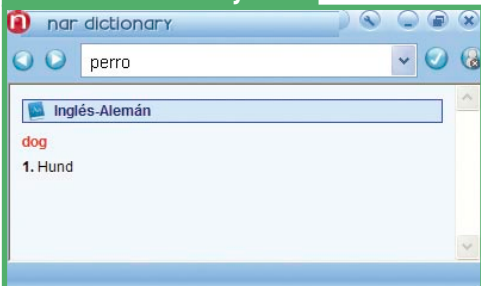 nar dictionary
perro
Inglés-Alemán
dog
1. Hund